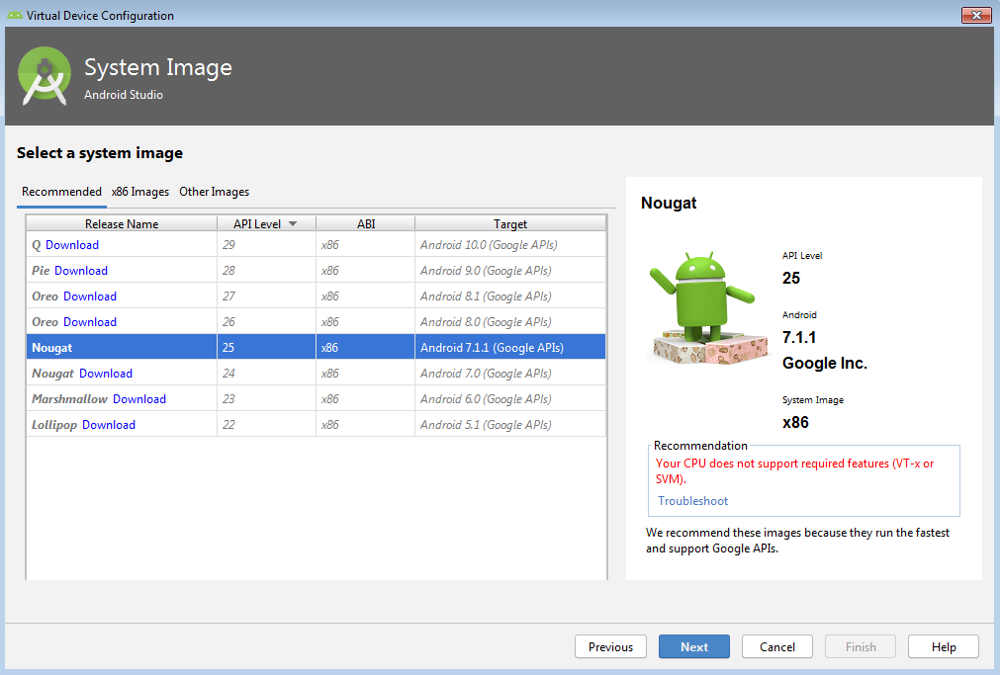 Virtual Device Configuration
System Image
Android Studio
Select a system image
Recommended x86 Images Other Images
Release Name API Level ABI Target
Q Download 29 x86 Android 10.0 (Google APIs)
Pie Download 28 x86 Android 9.0 (Google APIs)
Oreo Download 27 x86 Android 8.1 (Google APIs)
Oreo Download 26 x86 Android 8.0 (Google APIs)
Nougat 25 x86 Android 7.1.1 (Google APIs)
Nougat Download 24 x86 Android 7.0 (Google APIs)
Marshmallow Download 23 x86 Android 6.0 (Google APIs)
Lollipop Download 22 x86 Android 5.1 (Google APIs)
Nougat
API Level
25
Android
7.1.1
Google Inc.
System Image
x86
Recommendation
Your CPU does not support required features (VT-x or
SVM).
Troubleshoot
We recommend these images because they run the fastest
and support Google APIs.
Previous Next Cancel Finish Help